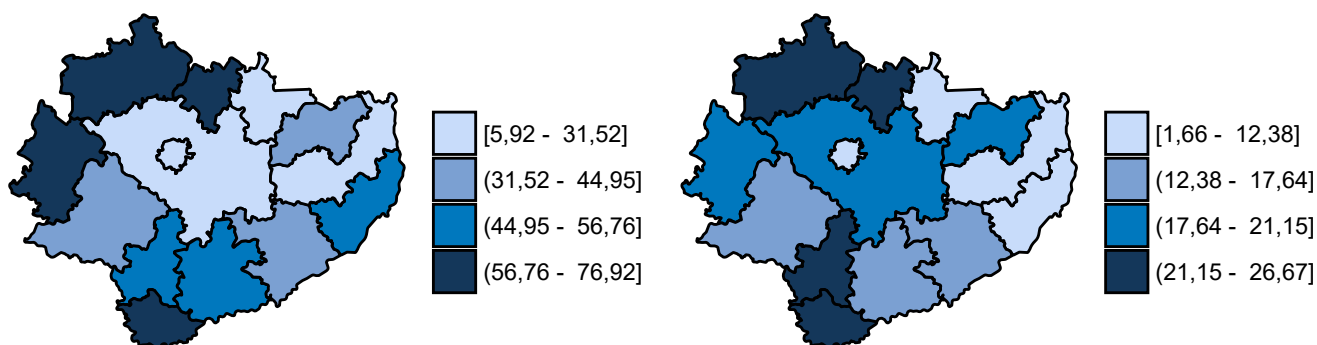 [5,92 - 31,52]
(31,52 - 44,95]
(44,95 - 56,76]
(56,76 - 76,92]
[1,66 - 12,38]
(12,38 - 17,64]
(17,64 - 21,15]
(21,15 - 26,67]